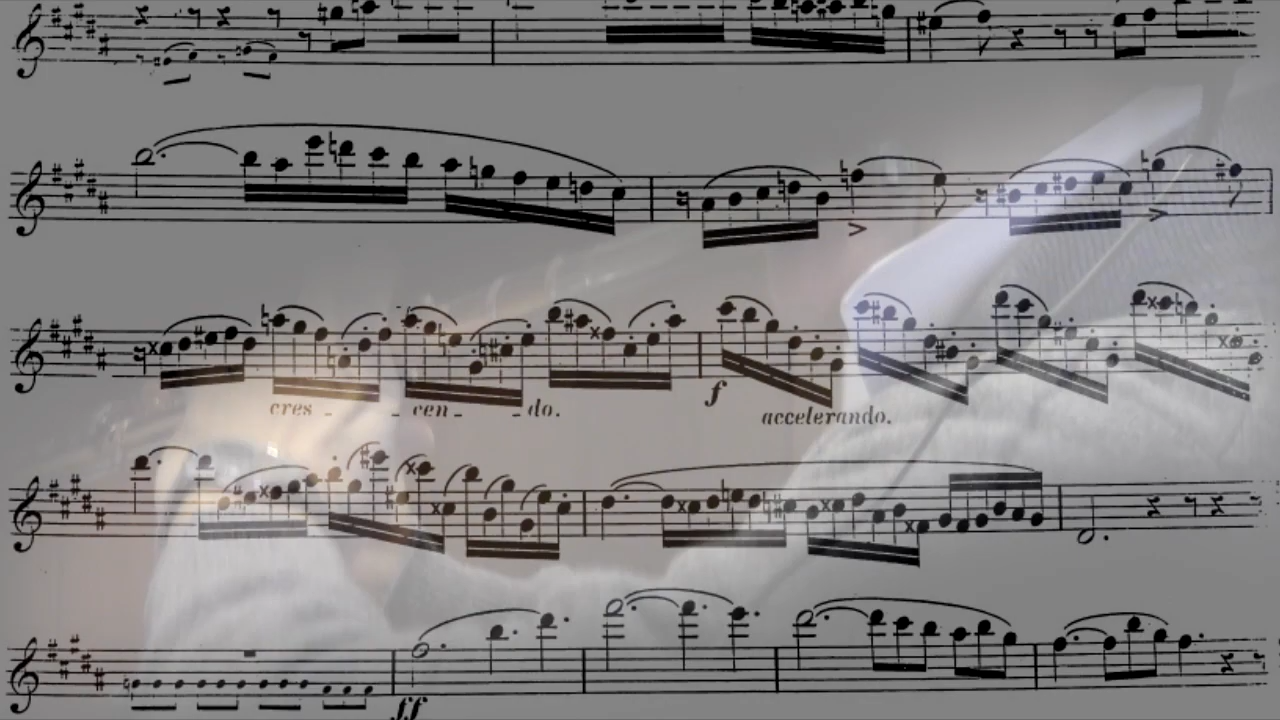 cres - - cen - - do.
f
accelerando.
ff